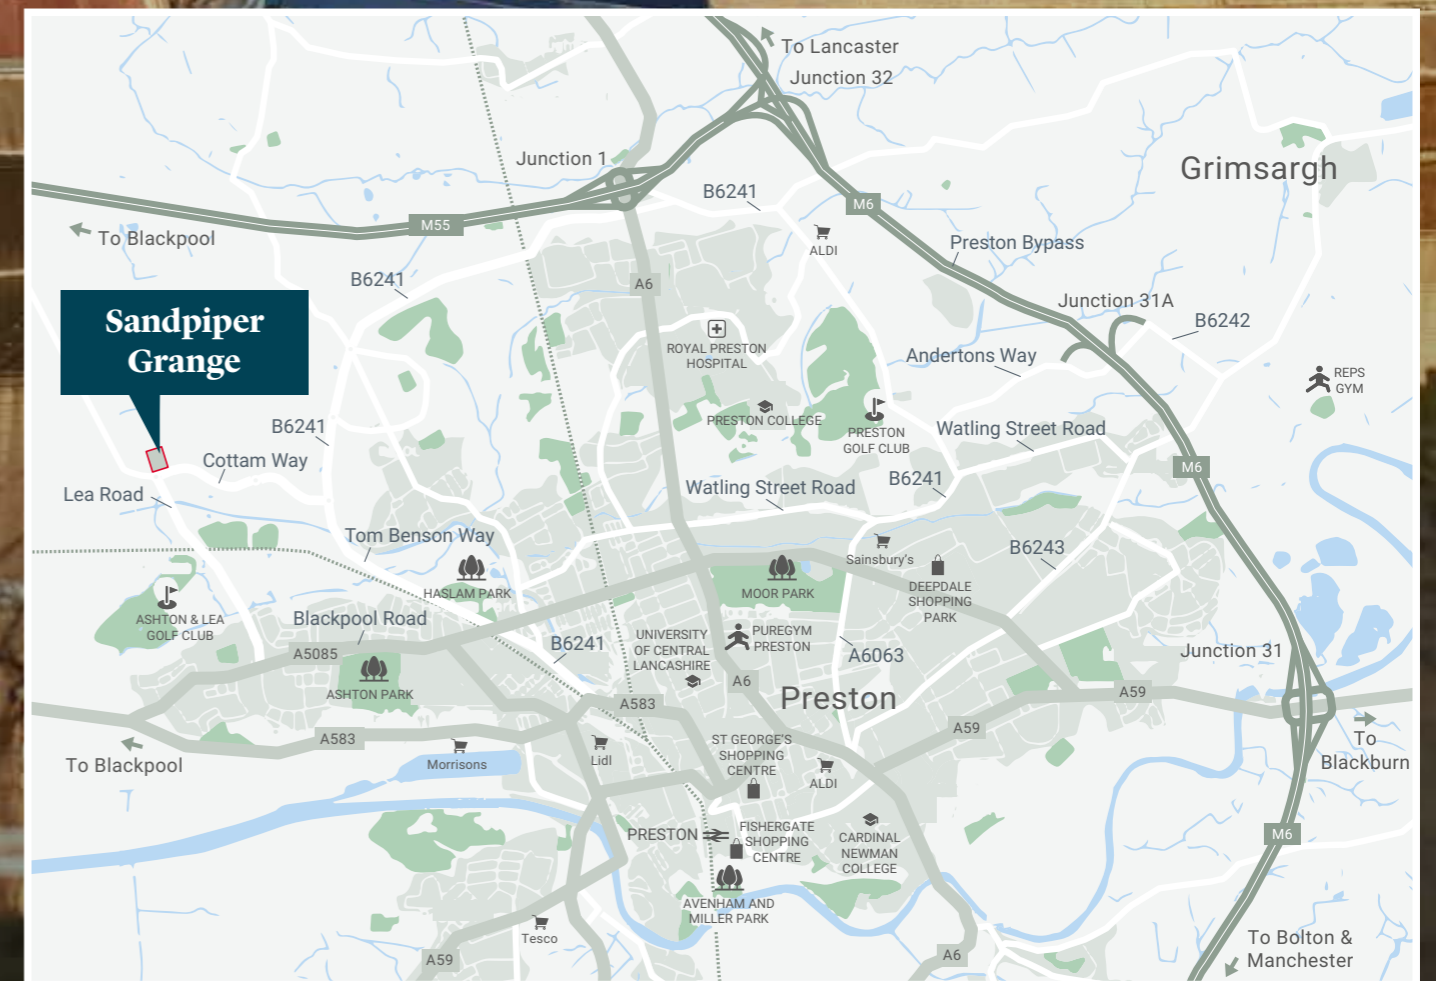 To Lancaster
Junction 32
Junction 1
Grimsargh
B6241
M6
M55
To Blackpool
ALDI
Preston Bypass
B6241
A6
Junction 31A
B6242
Sandpiper
Grange
ROYAL PRESTON
HOSPITAL
Andertons Way
REPS
GYM
PRESTON COLLEGE
PRESTON
GOLF CLUB
B6241
Watling Street Road
Cottam Way
M6
Lea Road
Watling Street Road
B6241
Tom Benson Way
Sainsbury's
B6243
HASLAM PARK
MOOR PARK
DEEPDALE
SHOPPING
PARK
ASHTON & LEA
GOLF CLUB
Blackpool Road
A5085
B6241
UNIVERSITY
OF CENTRAL
LANCASHIRE
PUREGYM
PRESTON
A6063
Junction 31
ASHTON PARK
A6
Preston
A59
A583
A59
A583
To Blackpool
Morrisons
Lidl
ST GEORGE'S
SHOPPING
CENTRE
ALDI
To
Blackburn
PRESTON
FISHERGATE
SHOPPING
CENTRE
CARDINAL
NEWMAN
COLLEGE
M6
AVENHAM AND
MILLER PARK
Tesco
A59
A6
To Bolton &
Manchester